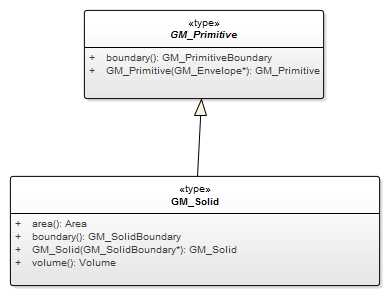 «type»
GM_Primitive
+ boundary(): GM_PrimitiveBoundary
+ GM_Primitive(GM_Envelope*): GM_Primitive
«type»
GM_Solid
+ area(): Area
+ boundary(): GM_SolidBoundary
+ GM_Solid(GM_SolidBoundary*): GM_Solid
+ volume(): Volume